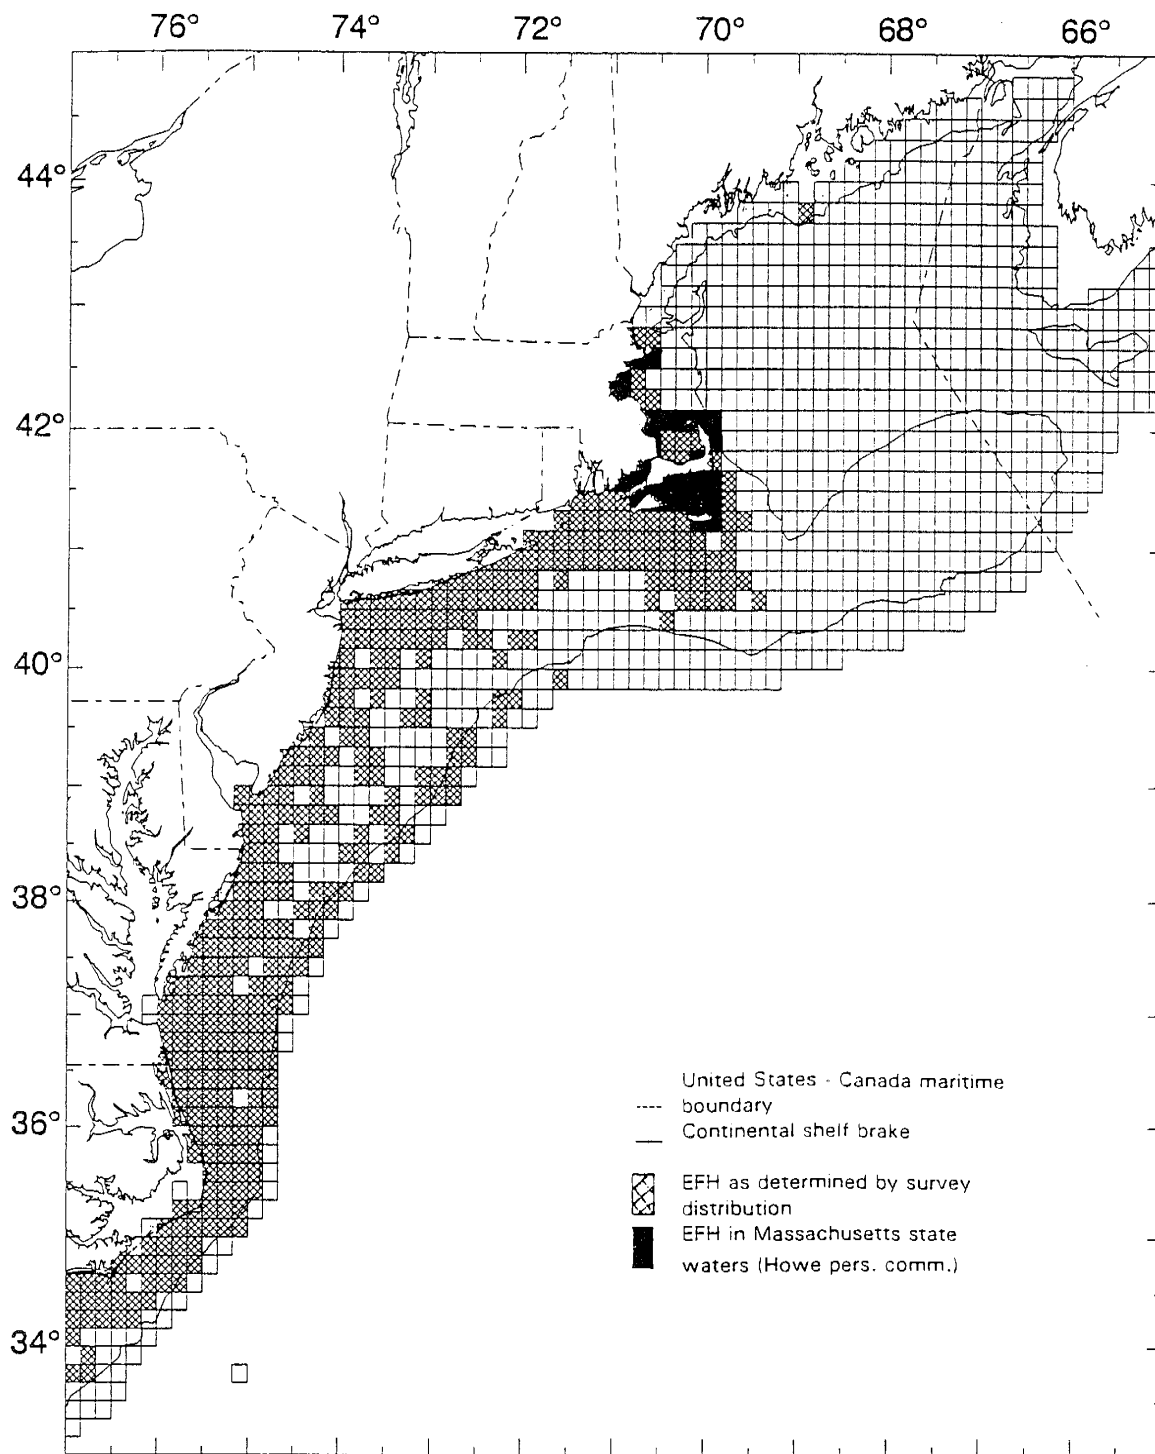 76° 74° 72° 70° 68° 66°
44°
42°
40°
38°
36°
34°
United States - Canada maritime
boundary
Continental shelf brake
EFH as determined by survey
distribution
EFH in Massachusetts state
waters (Howe pers. comm.)